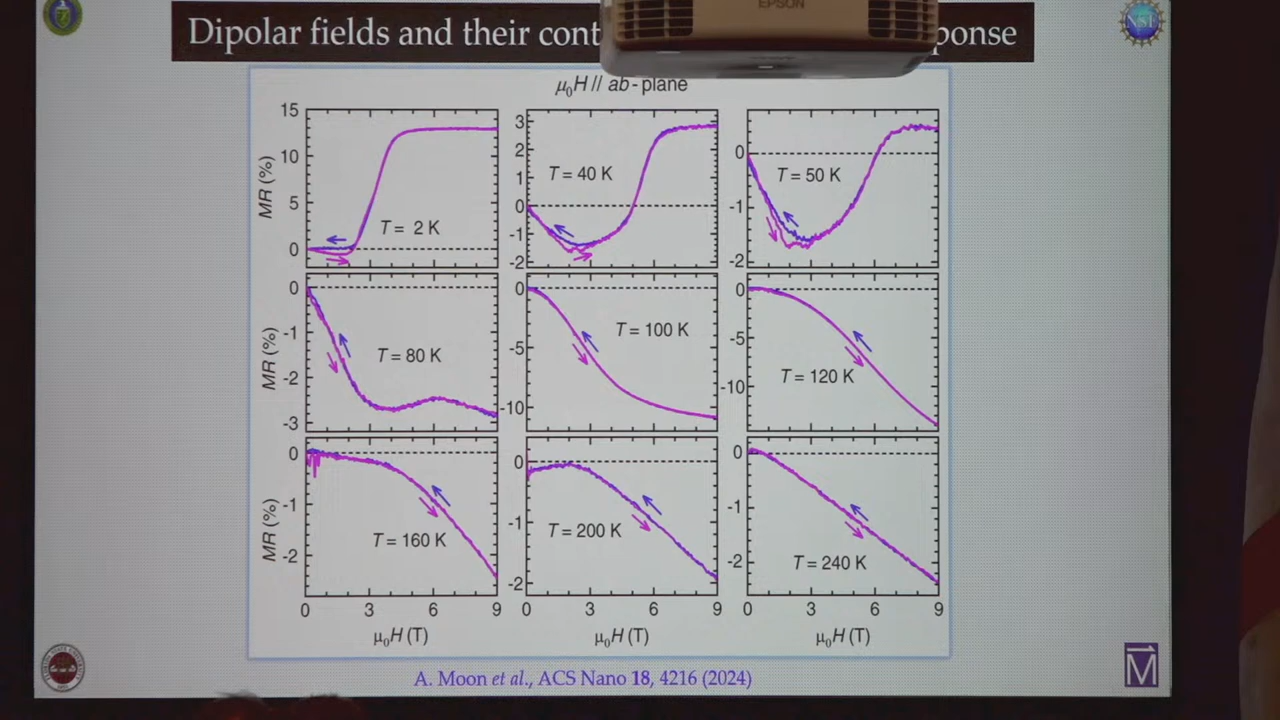 EPSON
Dipolar fields and their cont ponse
NSF
μ₀H // ab-plane
15
10
5
0
MR (%)
T = 2 K
3
2
1
0
-1
-2
T = 40 K
0
-1
-2
T = 50 K
0
-1
-2
-3
MR (%)
T = 80 K
0
-5
-10
T = 100 K
0
-5
-10
T = 120 K
0
-1
-2
MR (%)
T = 160 K
0
-1
-2
T = 200 K
0
-1
-2
T = 240 K
0 3 6 9 0 3 6 9 0 3 6 9
μ₀H (T) μ₀H (T) μ₀H (T)
A. Moon et al., ACS Nano 18, 4216 (2024)
M